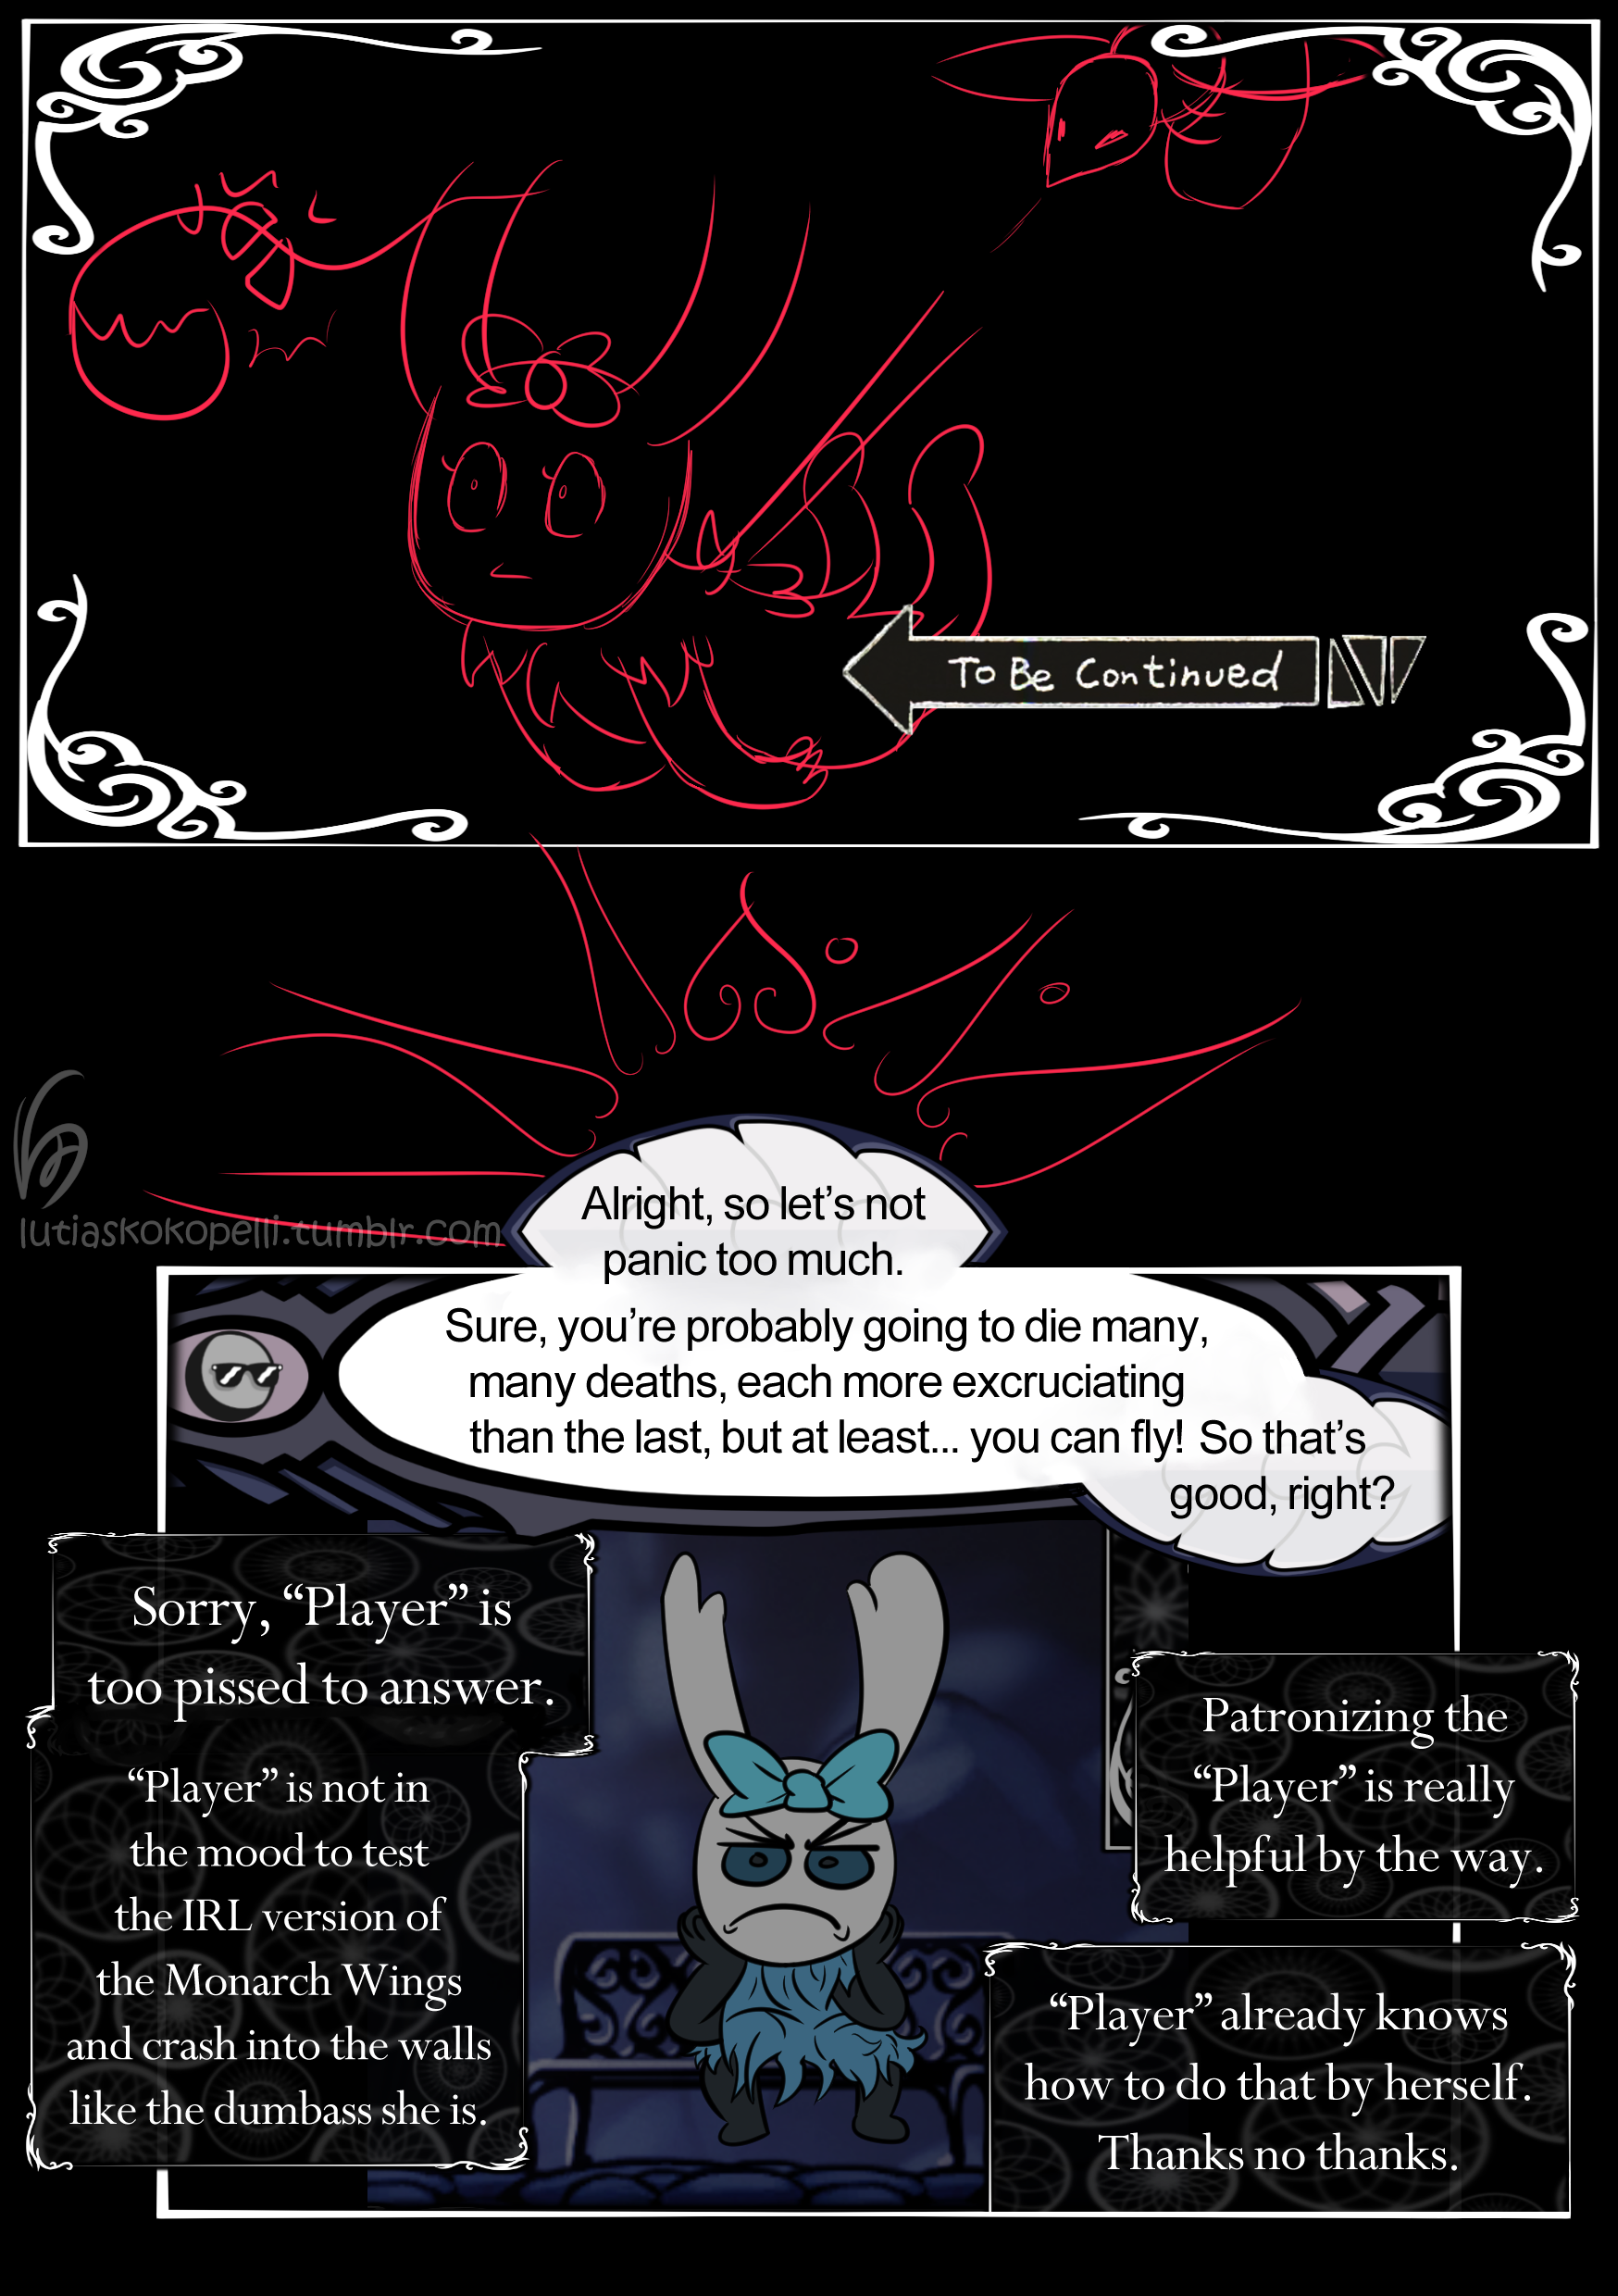 To Be Continued
lutiaskokopelli.tumblr.com
Alright, so let's not
panic too much.
Sure, you're probably going to die many,
many deaths, each more excruciating
than the last, but at least... you can fly! So that's
good, right?
Sorry, “Player” is
too pissed to answer.
“Player” is not in
the mood to test
the IRL version of
the Monarch Wings
and crash into the walls
like the dumbass she is.
Patronizing the
“Player” is really
helpful by the way.
“Player” already knows
how to do that by herself.
Thanks no thanks.